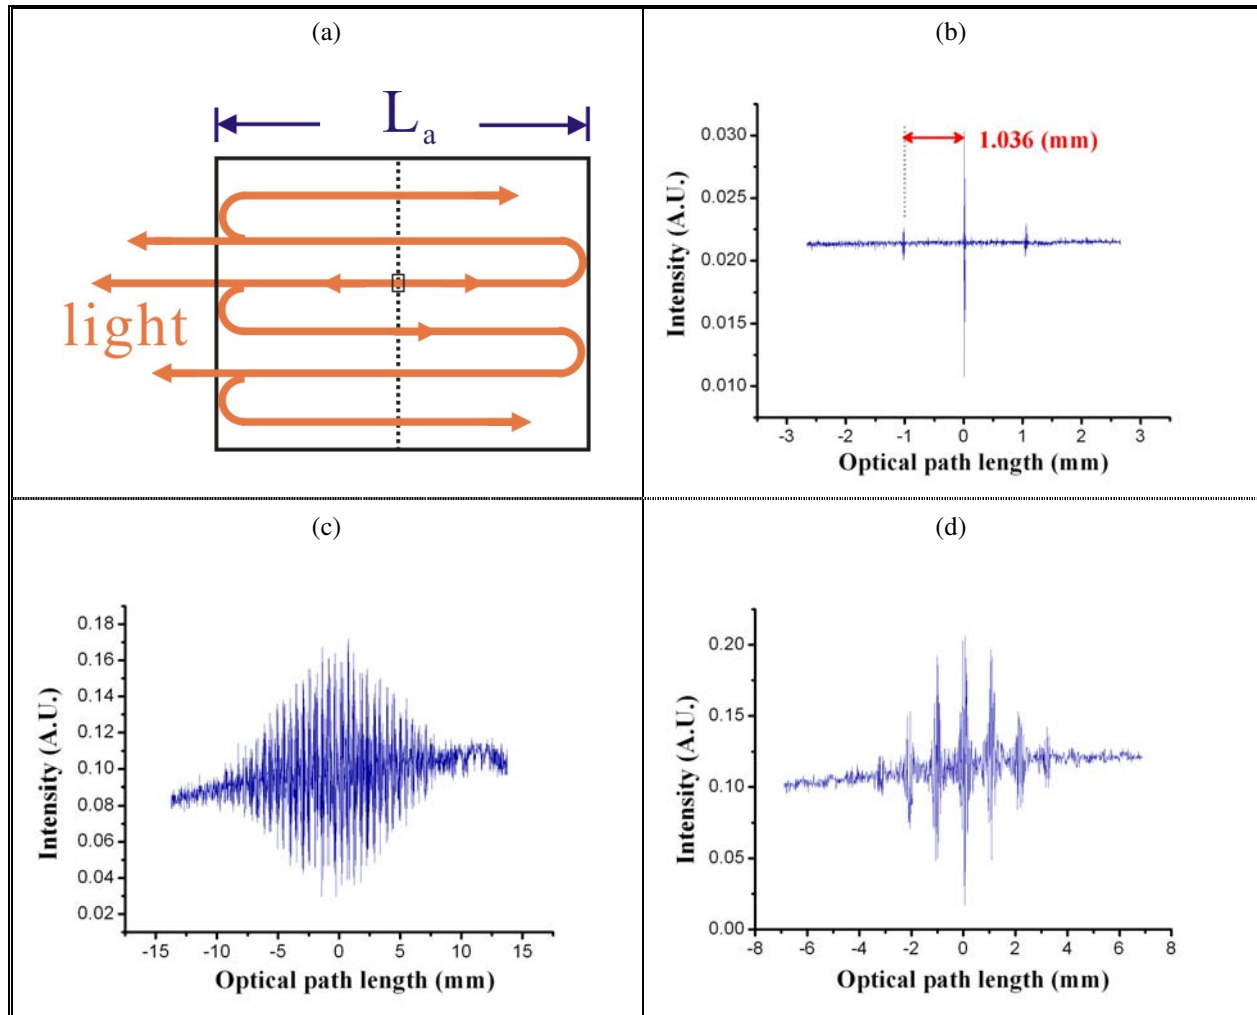 (a)
L_a
light
(b)
Intensity (A.U.)
0.030
0.025
0.020
0.015
0.010
1.036 (mm)
-3 -2 -1 0 1 2 3
Optical path length (mm)
(c)
Intensity (A.U.)
0.18
0.16
0.14
0.12
0.10
0.08
0.06
0.04
0.02
-15 -10 -5 0 5 10 15
Optical path length (mm)
(d)
Intensity (A.U.)
0.20
0.15
0.10
0.05
0.00
-8 -6 -4 -2 0 2 4 6 8
Optical path length (mm)